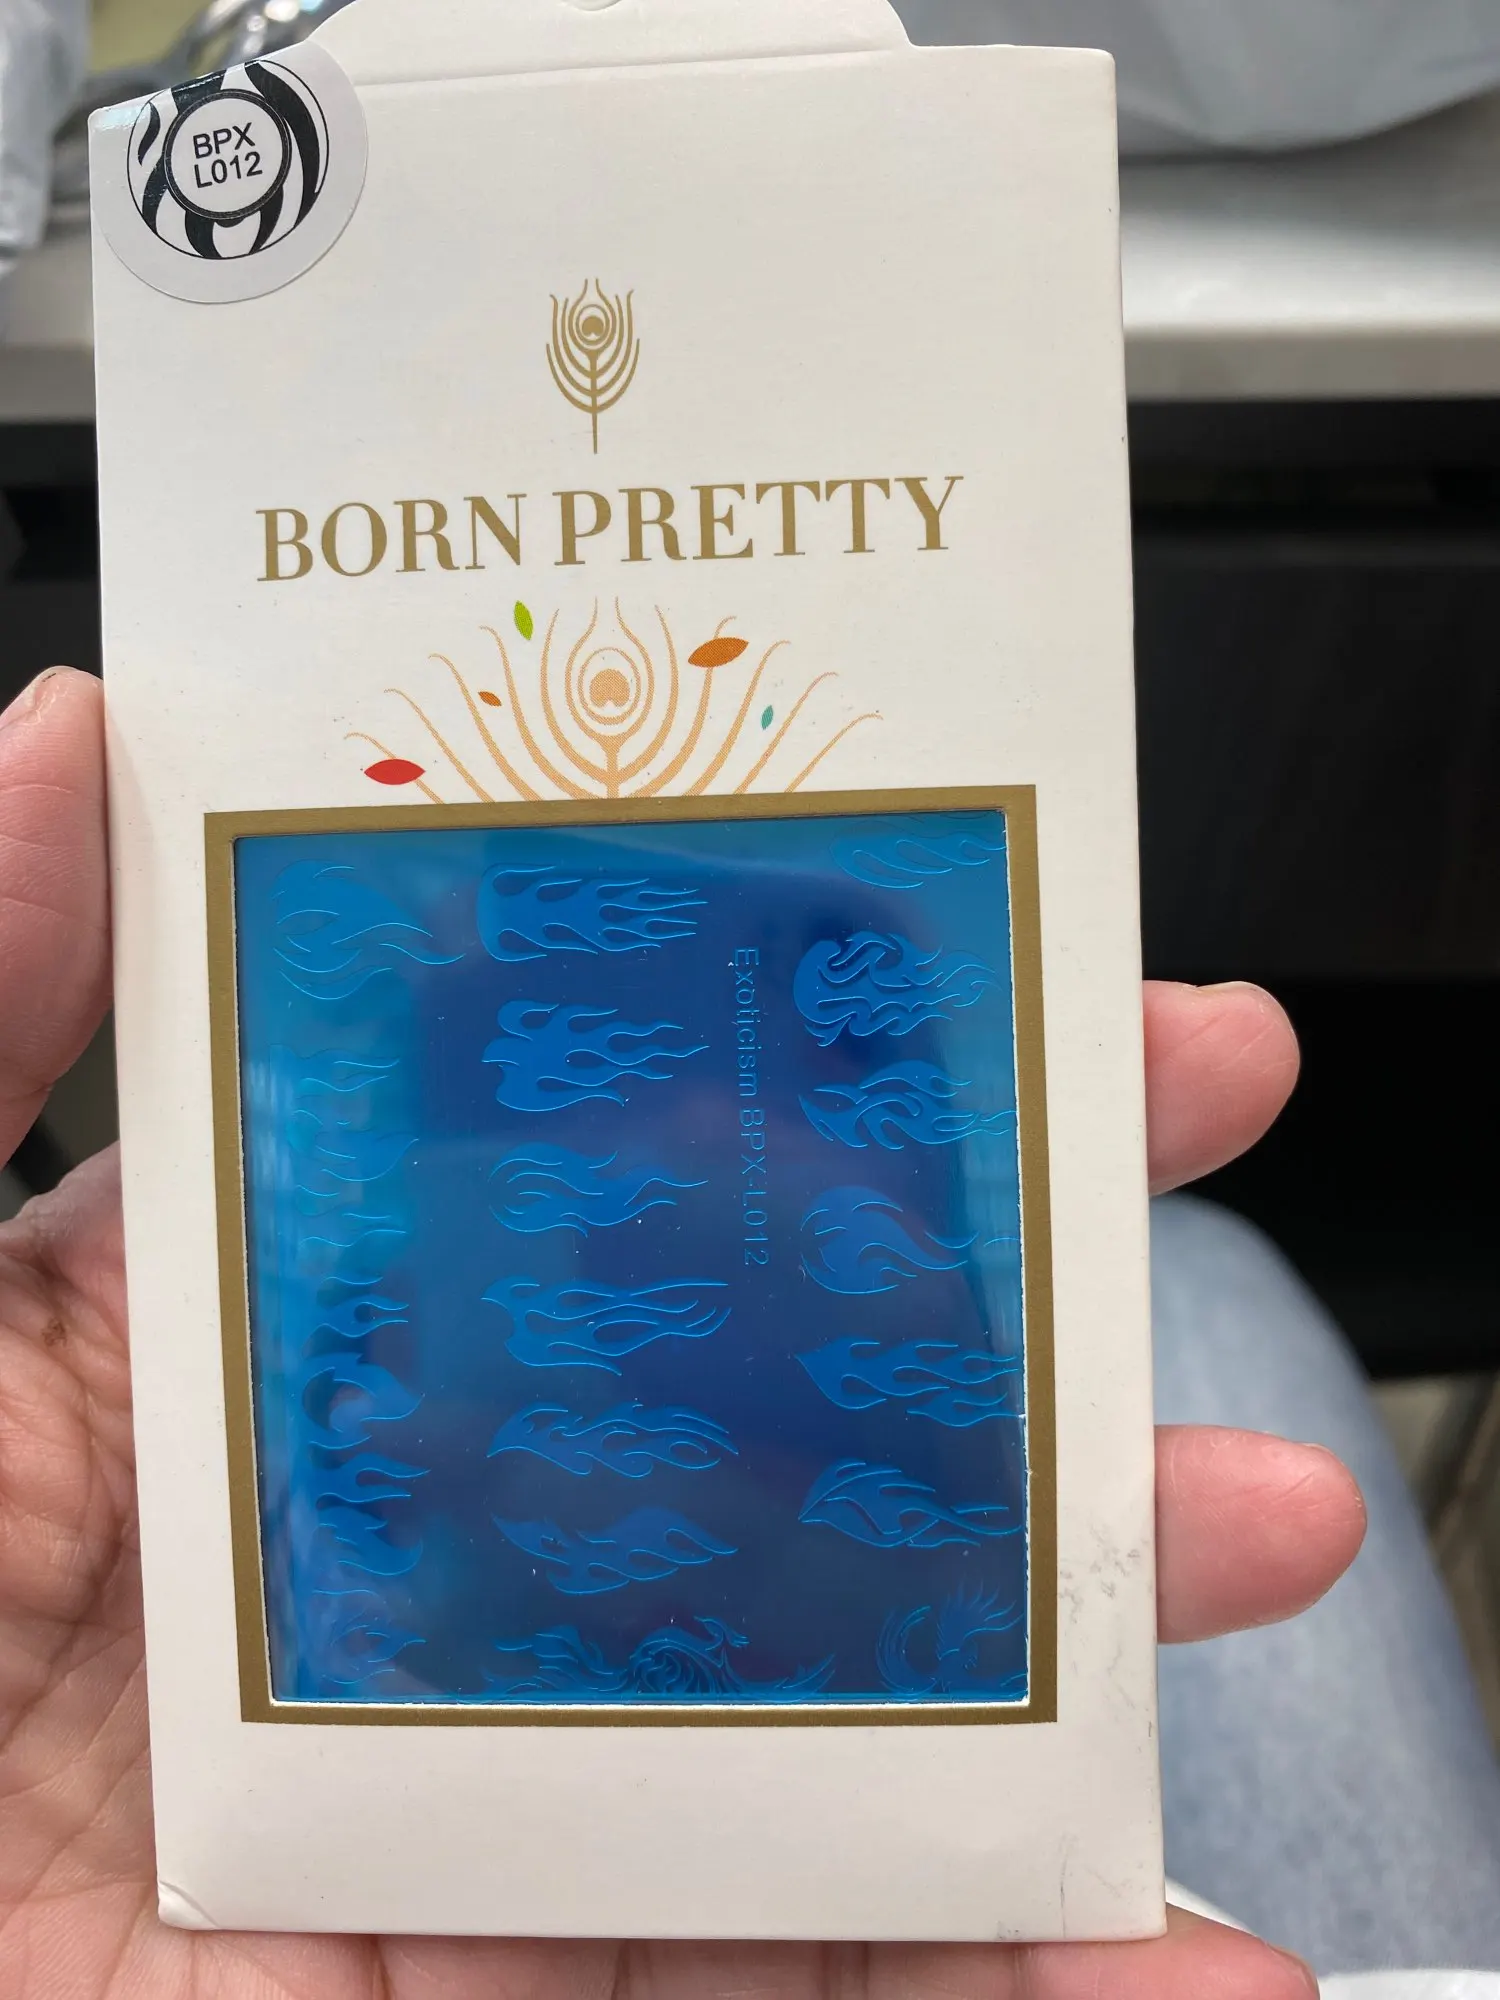 BPX
L012
BORN PRETTY
Exoticism BPX-L012